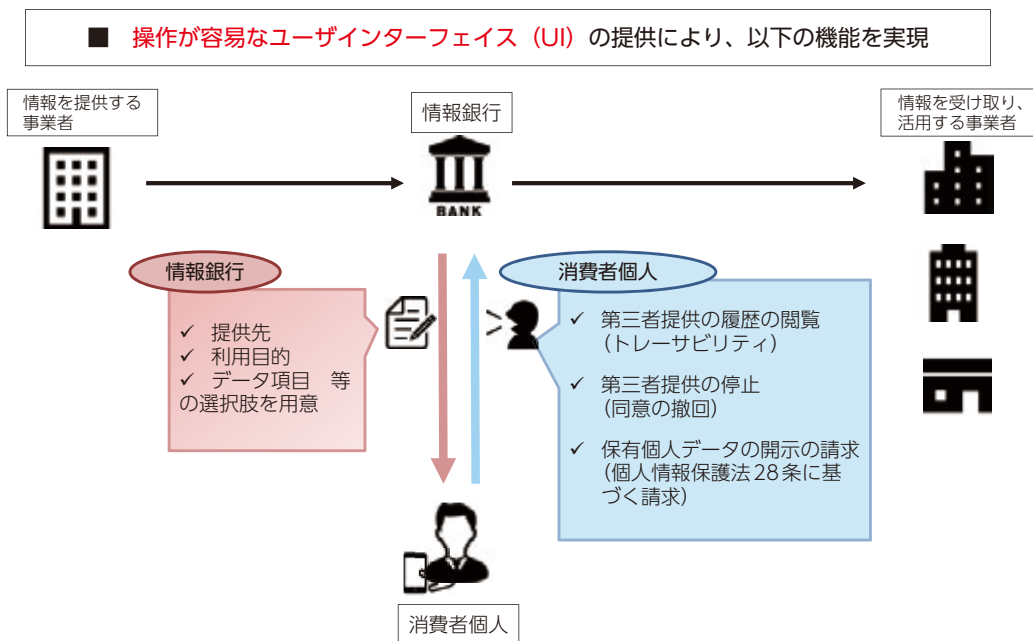 ■ 操作が容易なユーザインターフェイス（UI）の提供により、以下の機能を実現
情報を提供する
事業者
情報銀行
情報を受け取り、
活用する事業者
BANK
情報銀行
✓ 提供先
✓ 利用目的
✓ データ項目　等
の選択肢を用意
消費者個人
✓ 第三者提供の履歴の閲覧
（トレーサビリティ）
✓ 第三者提供の停止
（同意の撤回）
✓ 保有個人データの開示の請求
（個人情報保護法28条に基
づく請求）
消費者個人